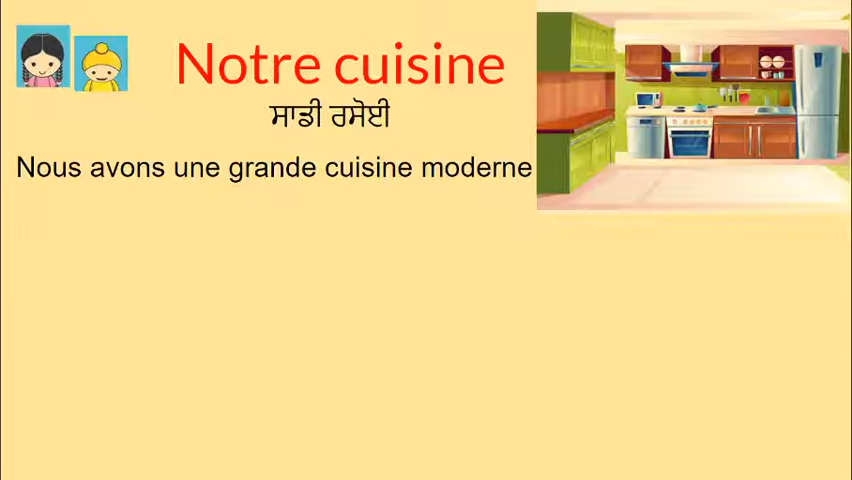 Notre cuisine
ਸਾਡੀ ਰਸੋਈ
Nous avons une grande cuisine moderne